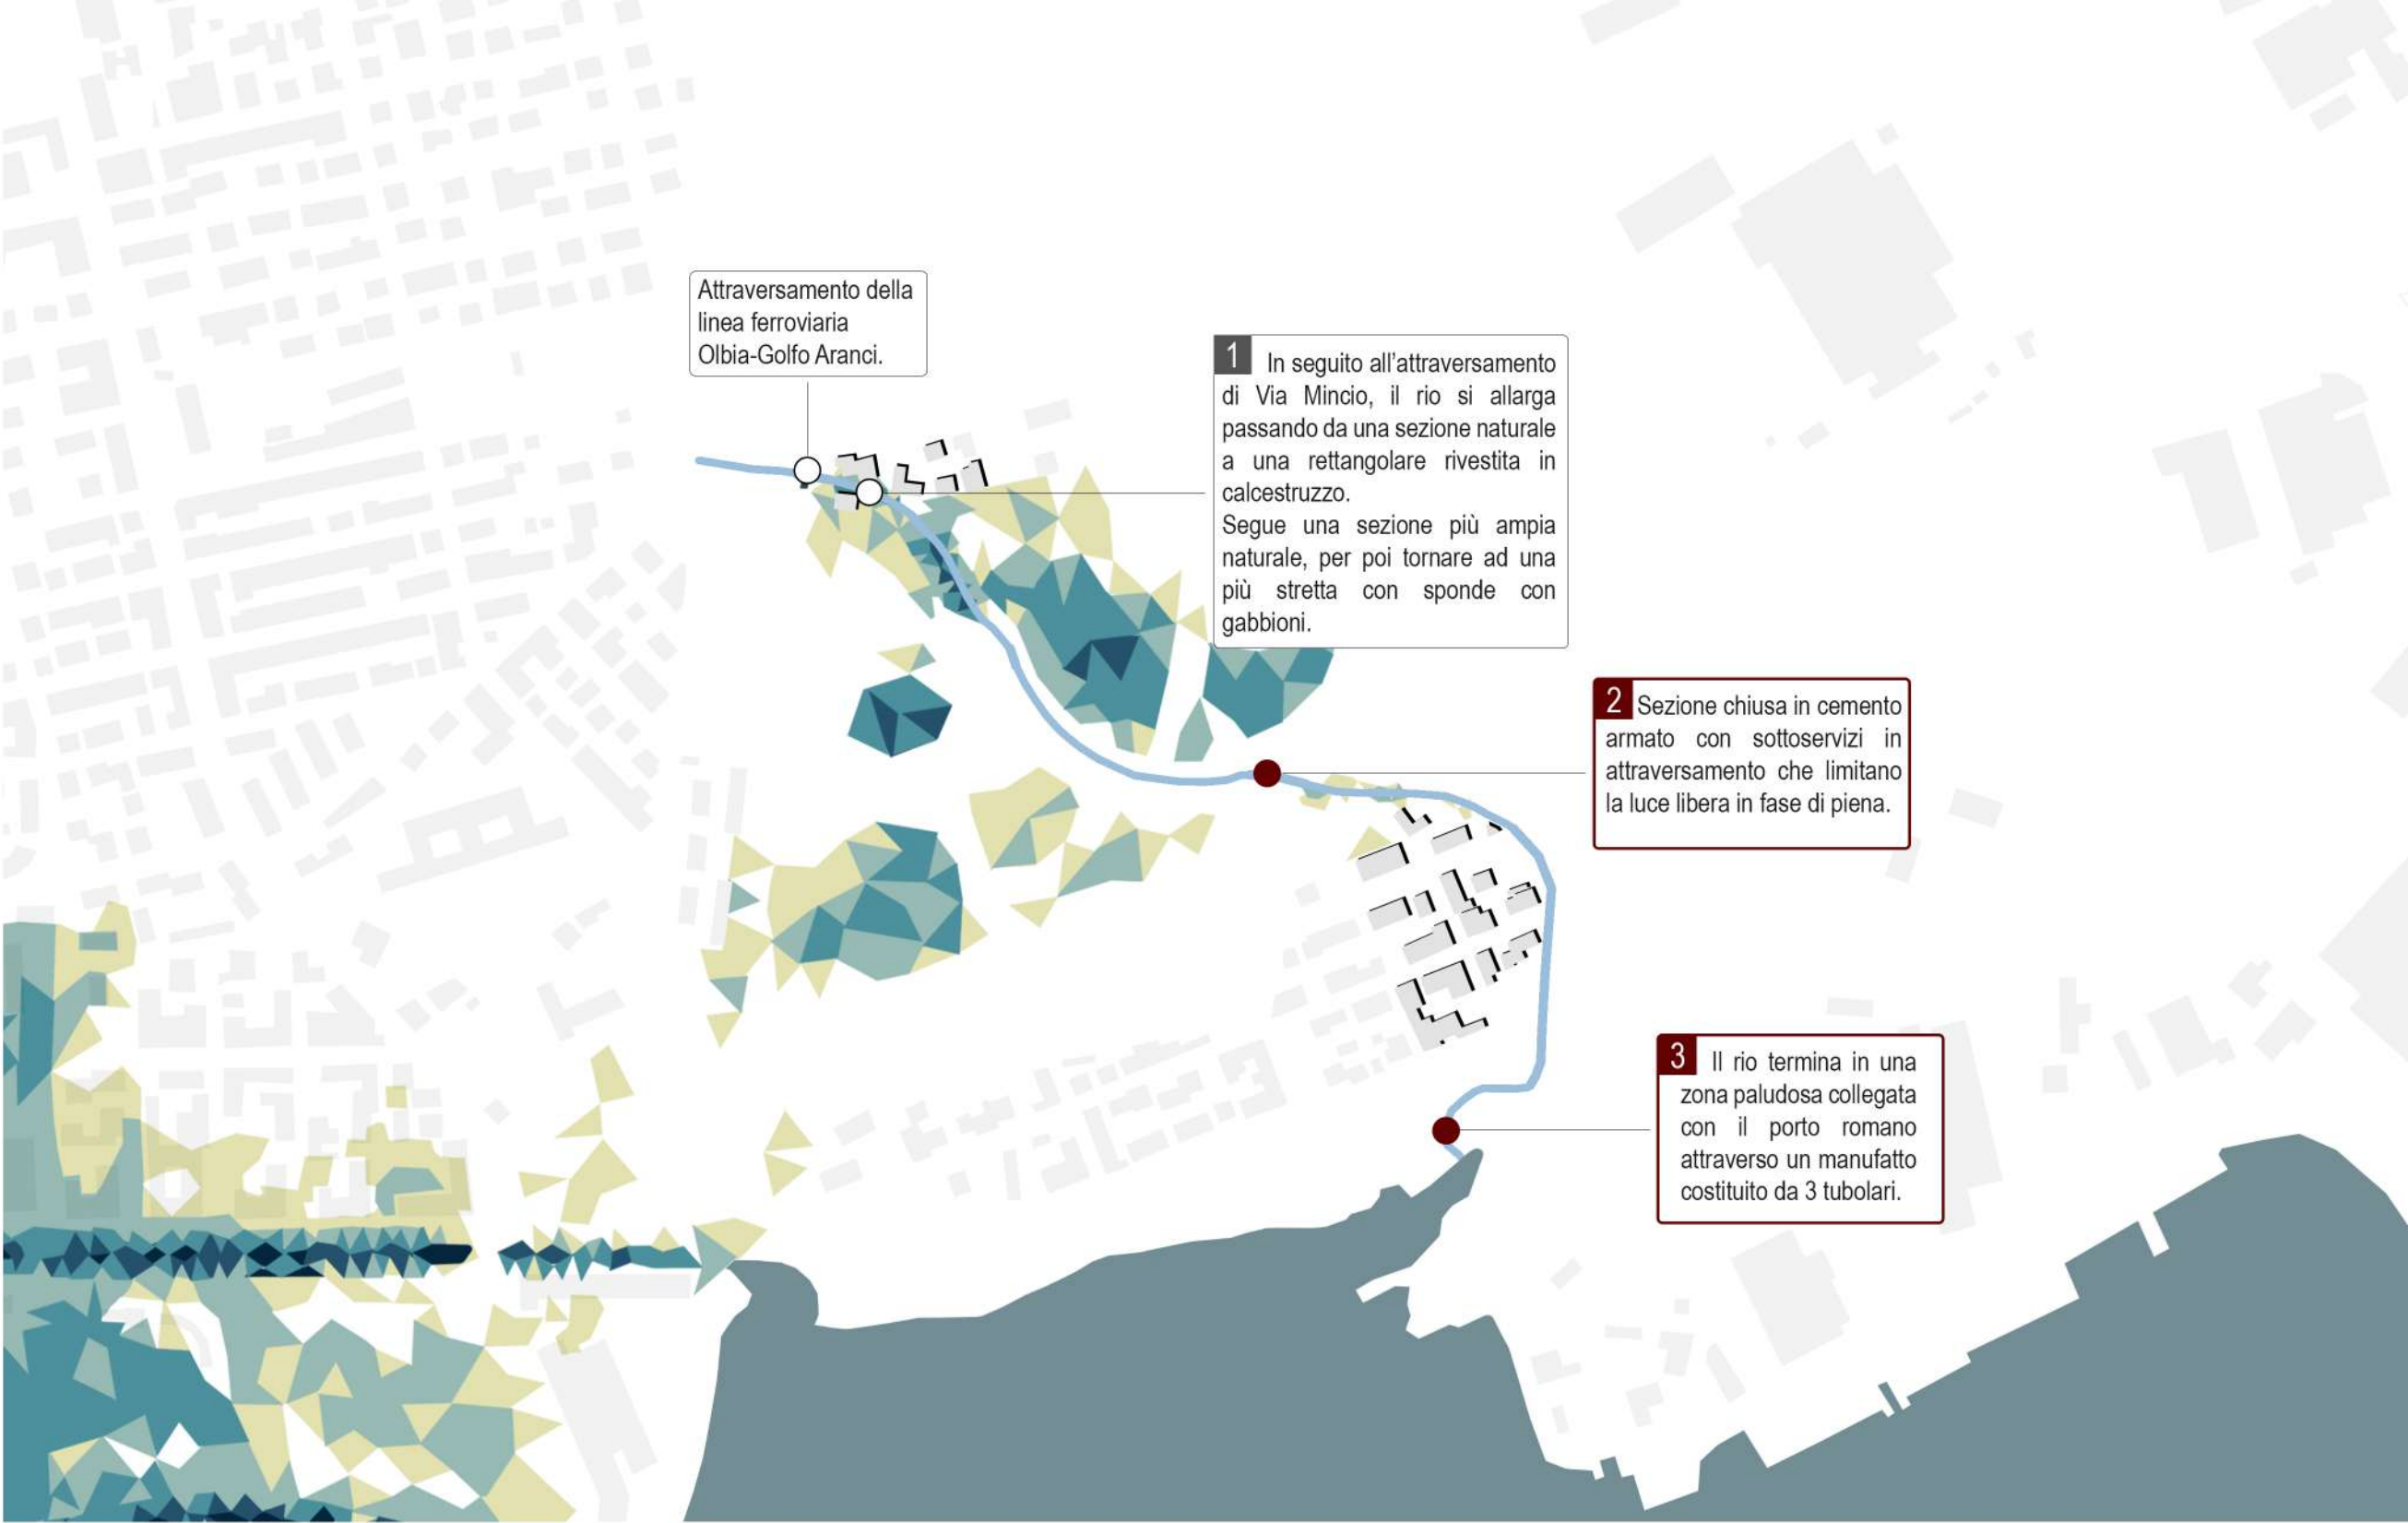 Attraversamento della
linea ferroviaria
Olbia-Golfo Aranci.
1 In seguito all'attraversamento
di Via Mincio, il rio si allarga
passando da una sezione naturale
a una rettangolare rivestita in
calcestruzzo.
Segue una sezione più ampia
naturale, per poi tornare ad una
più stretta con sponde con
gabbioni.
2 Sezione chiusa in cemento
armato con sottoservizi in
attraversamento che limitano
la luce libera in fase di piena.
3 Il rio termina in una
zona paludosa collegata
con il porto romano
attraverso un manufatto
costituito da 3 tubolari.